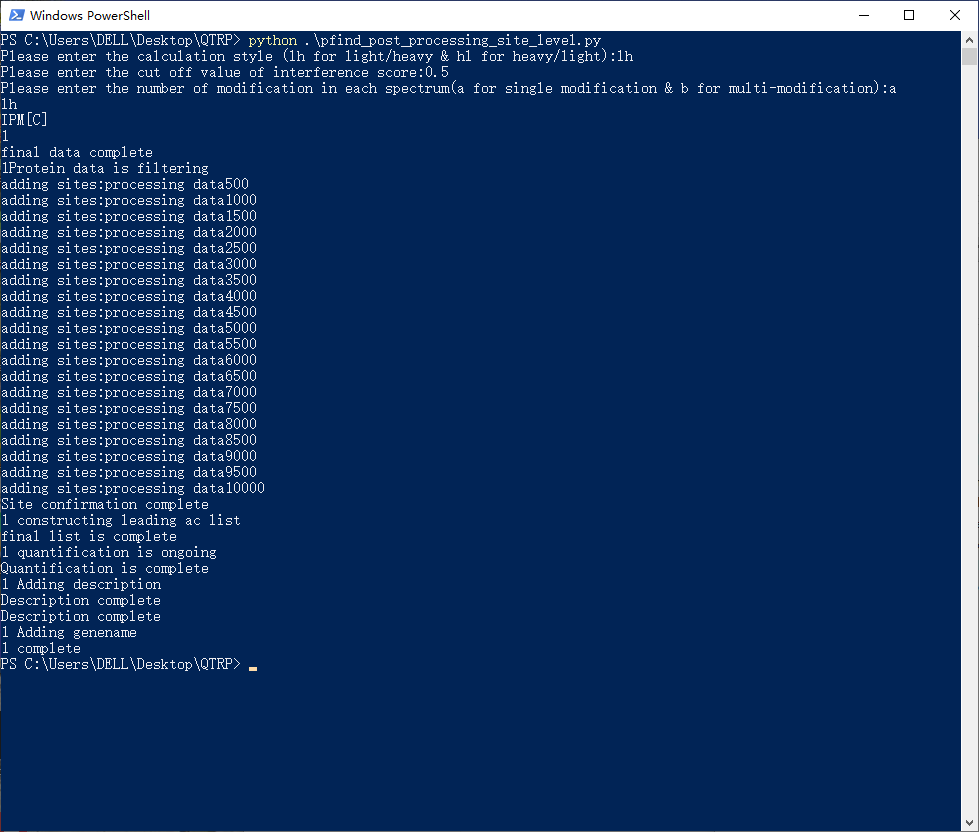 Windows PowerShell
PS C:\Users\DELL\Desktop\QTRP> python .\pfind_post_processing_site_level.py
Please enter the calculation style (lh for light/heavy & hl for heavy/light):lh
Please enter the cut off value of interference score:0.5
Please enter the number of modification in each spectrum(a for single modification & b for multi-modification):a
lh
IPM[C]
1
final data complete
1Protein data is filtering
adding sites:processing data500
adding sites:processing data1000
adding sites:processing data1500
adding sites:processing data2000
adding sites:processing data2500
adding sites:processing data3000
adding sites:processing data3500
adding sites:processing data4000
adding sites:processing data4500
adding sites:processing data5000
adding sites:processing data5500
adding sites:processing data6000
adding sites:processing data6500
adding sites:processing data7000
adding sites:processing data7500
adding sites:processing data8000
adding sites:processing data8500
adding sites:processing data9000
adding sites:processing data9500
adding sites:processing data10000
Site confirmation complete
1 constructing leading ac list
final list is complete
1 quantification is ongoing
Quantification is complete
1 Adding description
Description complete
Description complete
1 Adding genename
1 complete
PS C:\Users\DELL\Desktop\QTRP>